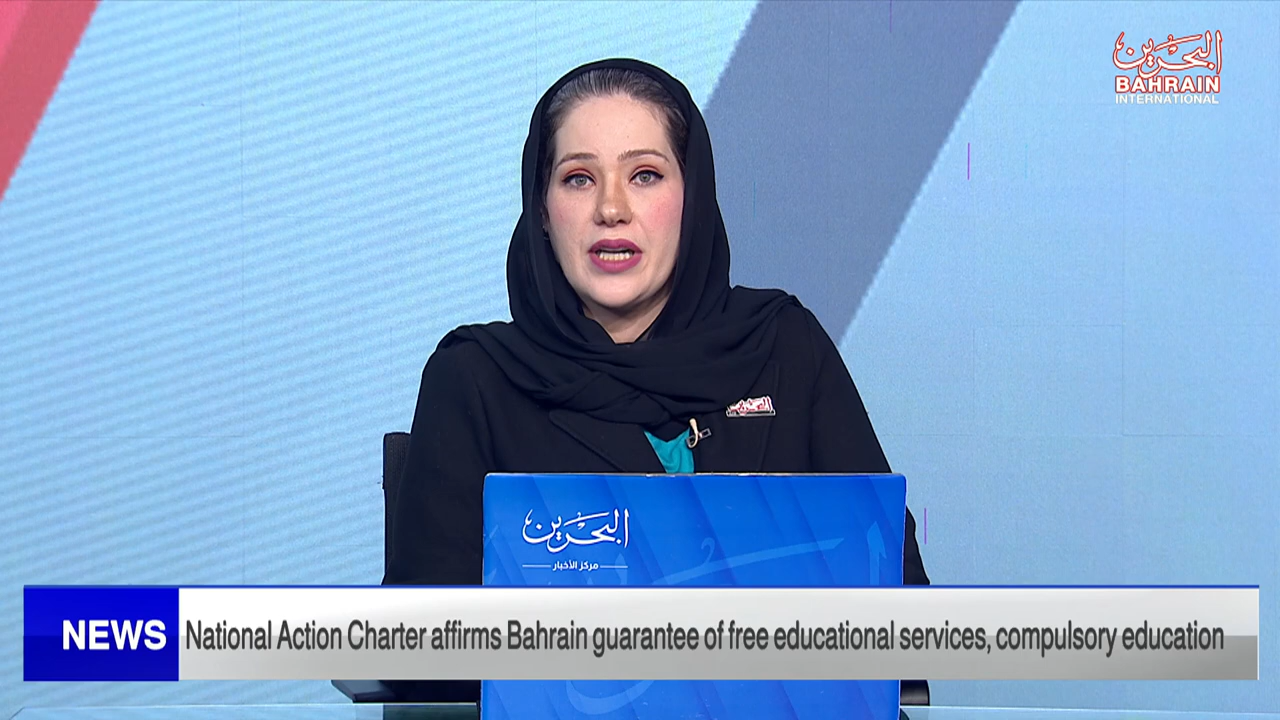 البحرين
BAHRAIN
INTERNATIONAL
البحرين
البحرين
مركز الأخبار
NEWS
National Action Charter affirms Bahrain guarantee of free educational services, compulsory education